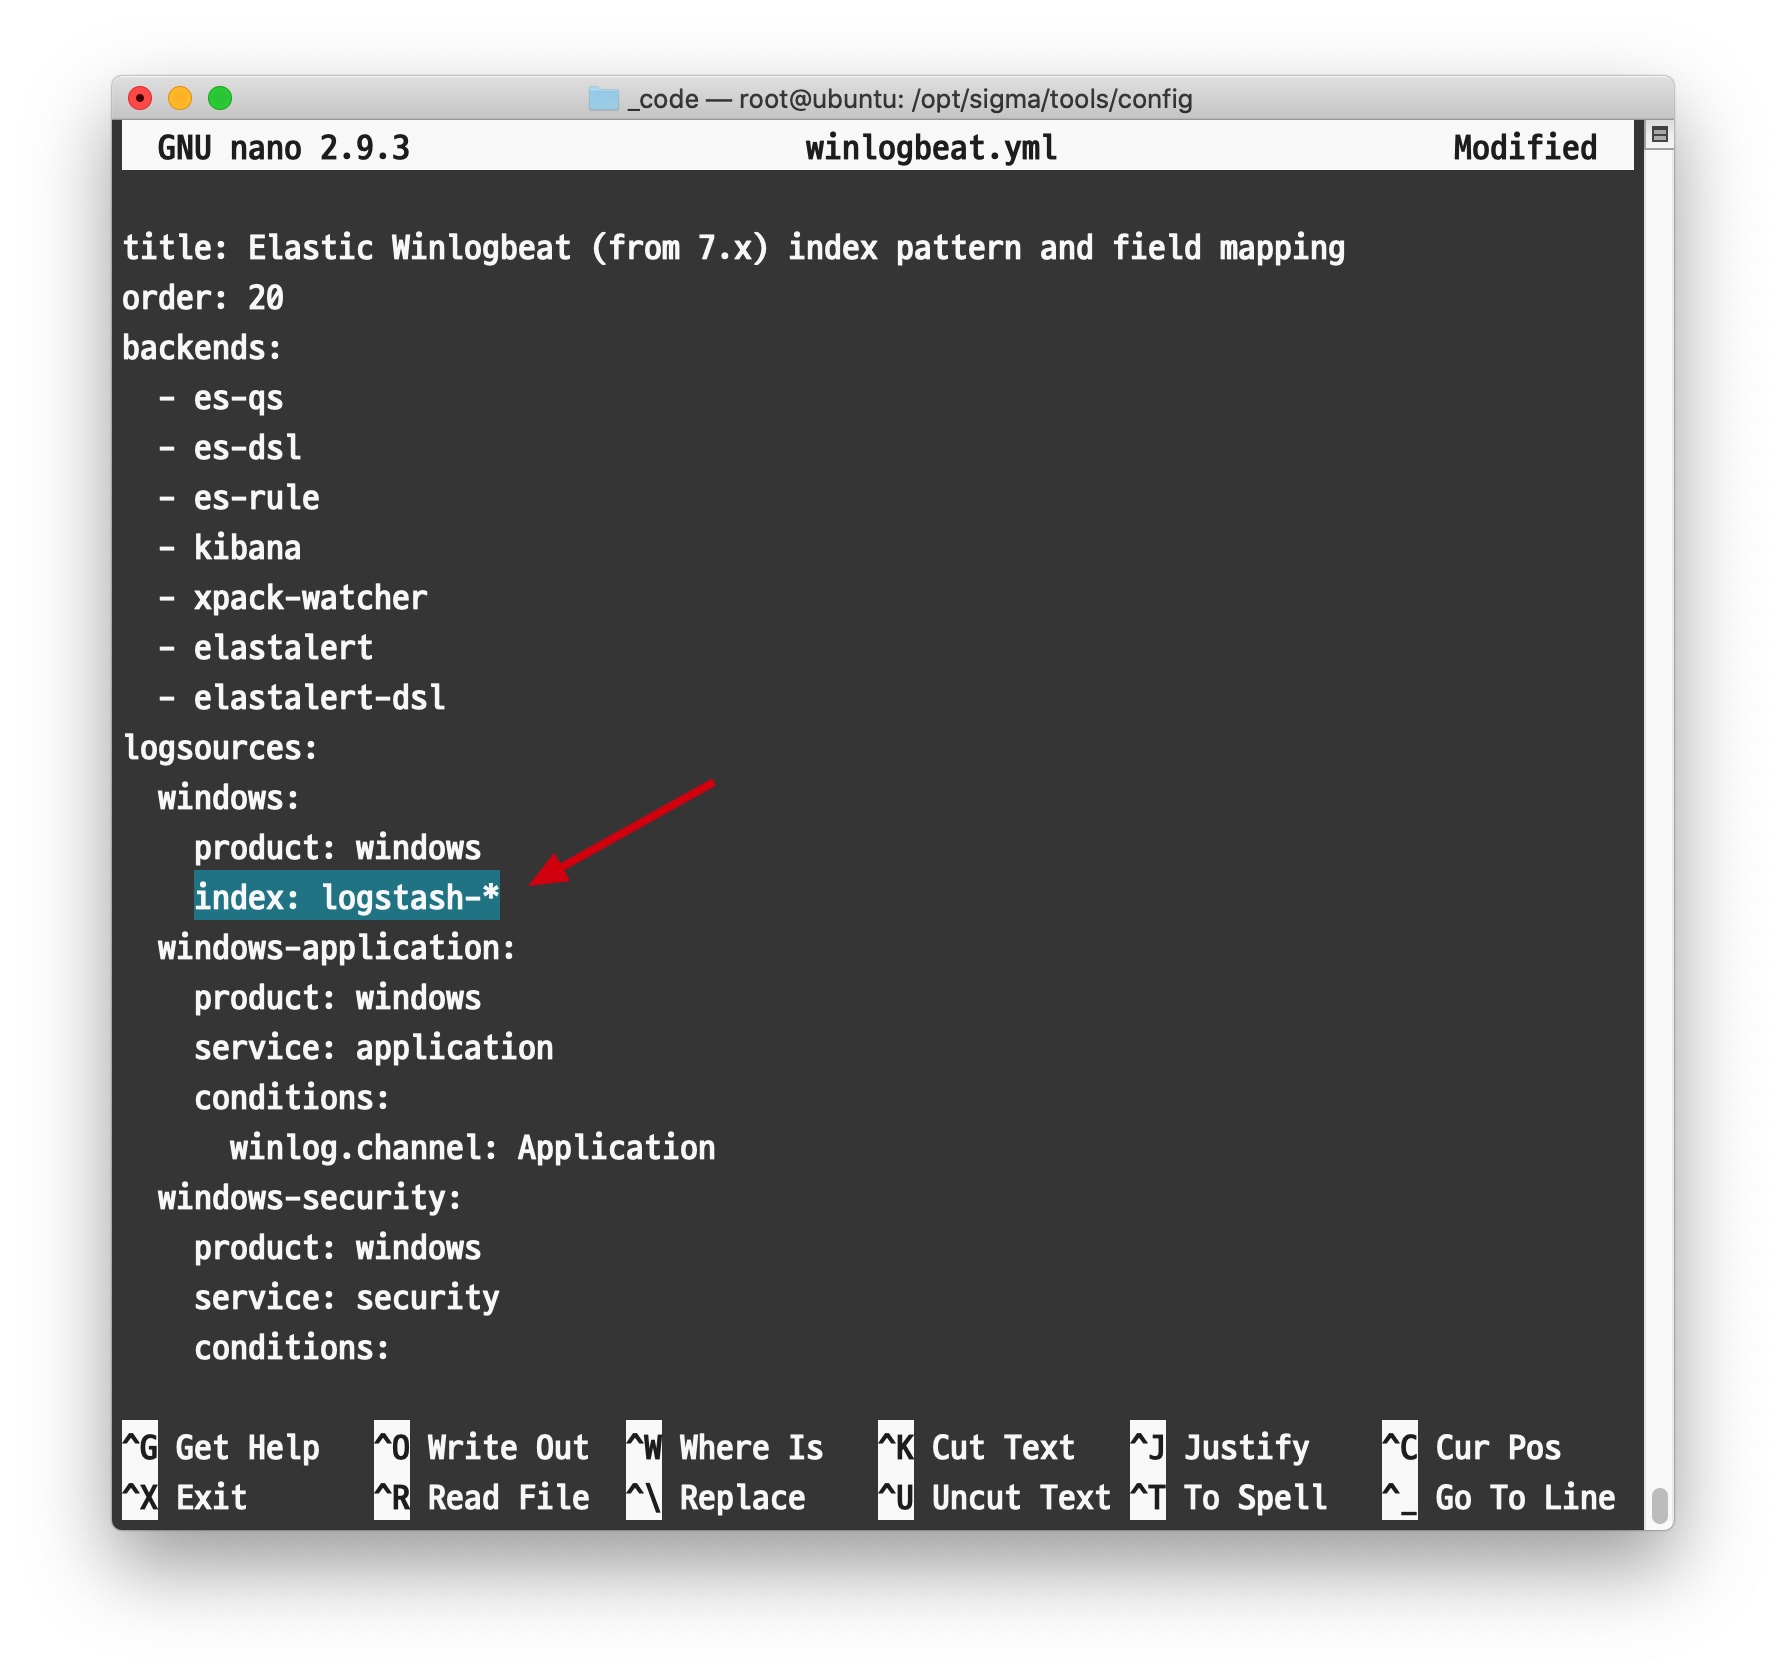 _code — root@ubuntu: /opt/sigma/tools/config
GNU nano 2.9.3 winlogbeat.yml Modified
title: Elastic Winlogbeat (from 7.x) index pattern and field mapping
order: 20
backends:
  - es-qs
  - es-dsl
  - es-rule
  - kibana
  - xpack-watcher
  - elastalert
  - elastalert-dsl
logsources:
  windows:
    product: windows
    index: logstash-*
  windows-application:
    product: windows
    service: application
    conditions:
      winlog.channel: Application
  windows-security:
    product: windows
    service: security
    conditions:
^G Get Help ^O Write Out ^W Where Is ^K Cut Text ^J Justify ^C Cur Pos
^X Exit ^R Read File ^\ Replace ^U Uncut Text ^T To Spell ^_ Go To Line